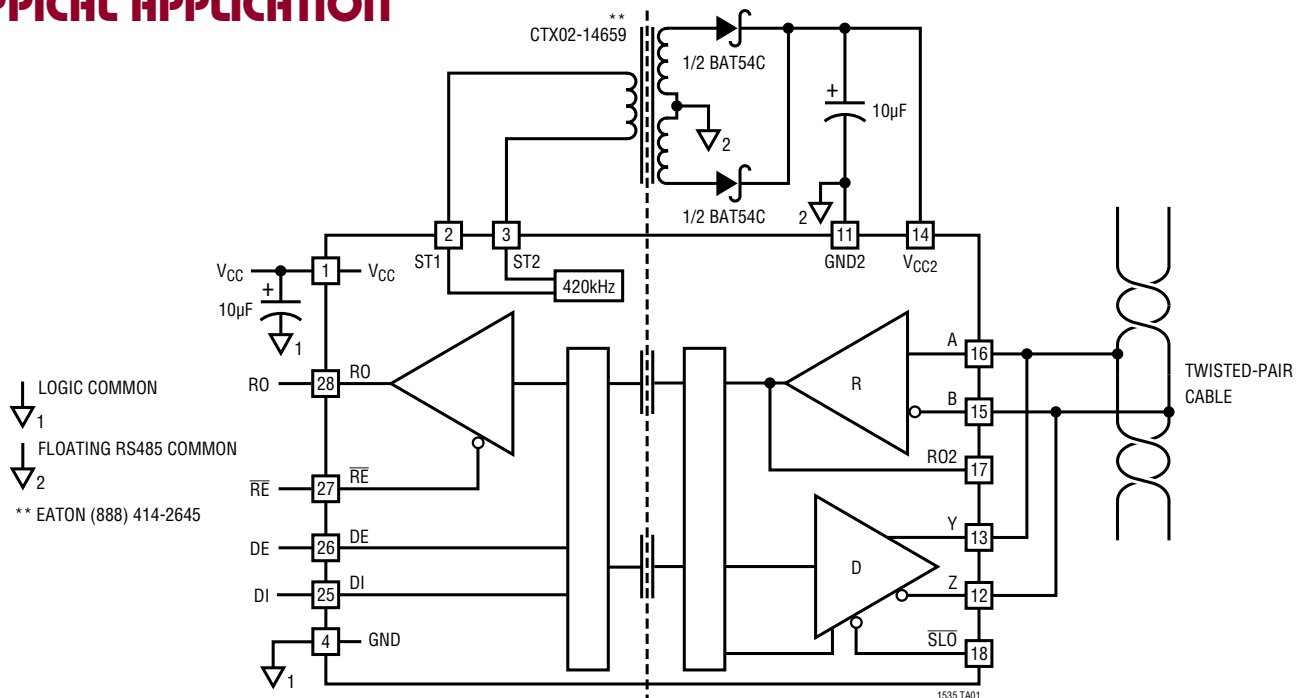 **
CTX02-14659
1/2 BAT54C
+
10µF
2
1/2 BAT54C
2
2
3
11
14
ST1
ST2
GND2
VCC2
420kHz
VCC
1
VCC
+
10µF
1
A
16
RO
28
RO
R
B
15
TWISTED-PAIR
CABLE
LOGIC COMMON
1
FLOATING RS485 COMMON
2
RO2
17
RE
27
RE
** EATON (888) 414-2645
Y
13
DE
26
DE
D
DI
25
DI
Z
12
4
GND
SLO
18
1
1535 TA01